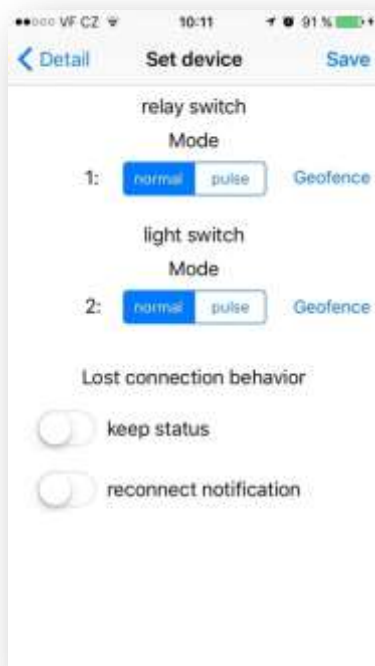 VF CZ 10:11 91 %
Detail Set device Save
relay switch
Mode
1: normal pulse Geofence
light switch
Mode
2: normal pulse Geofence
Lost connection behavior
keep status
reconnect notification